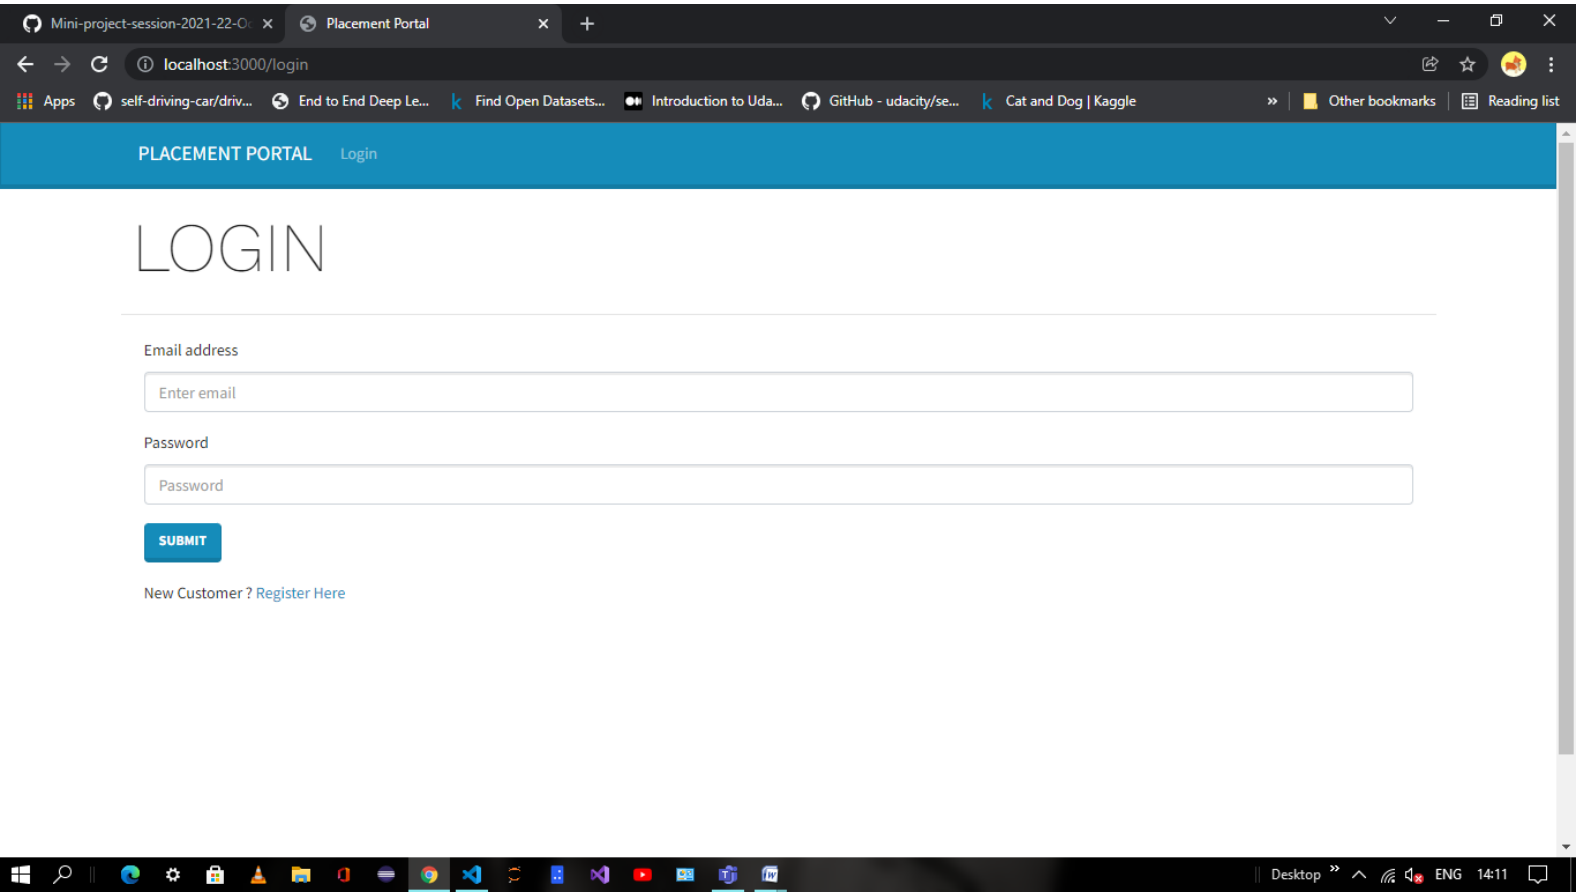 Mini-project-session-2021-22-O
Placement Portal
localhost:3000/login
Apps
self-driving-car/driv...
End to End Deep Le...
Find Open Datasets...
Introduction to Uda...
GitHub - udacity/se...
Cat and Dog | Kaggle
»
Other bookmarks
Reading list
PLACEMENT PORTAL Login
LOGIN
Email address
Enter email
Password
Password
SUBMIT
New Customer ? Register Here
Desktop » ENG 14:11